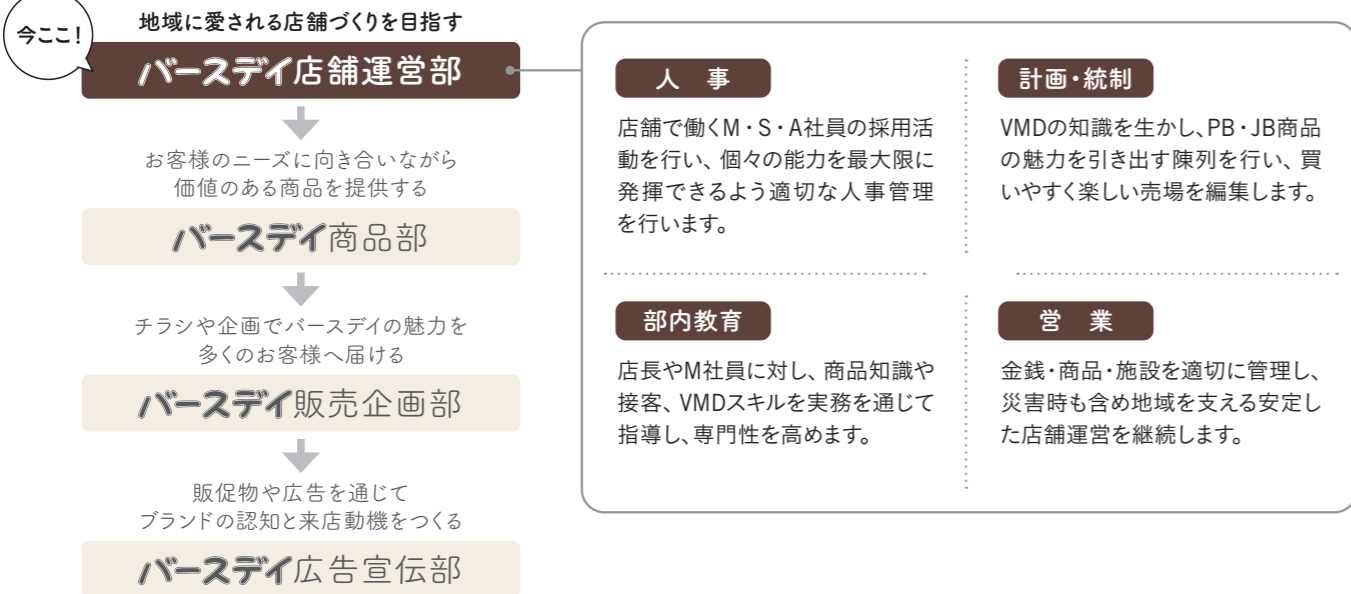 今ここ!
地域に愛される店舗づくりを目指す
バースデイ店舗運営部
お客様のニーズに向き合いながら
価値のある商品を提供する
バースデイ商品部
チラシや企画でバースデイの魅力を
多くのお客様へ届ける
バースデイ販売企画部
販促物や広告を通じて
ブランドの認知と来店動機をつくる
バースデイ広告宣伝部
人 事
店舗で働くM・S・A社員の採用活
動を行い、個々の能力を最大限に
発揮できるよう適切な人事管理
を行います。
計画・統制
VMDの知識を生かし、PB・JB商品
の魅力を引き出す陳列を行い、買
いやすく楽しい売場を編集します。
部内教育
店長やM社員に対し、商品知識や
接客、VMDスキルを実務を通じて
指導し、専門性を高めます。
営 業
金銭・商品・施設を適切に管理し、
災害時も含め地域を支える安定し
た店舗運営を継続します。